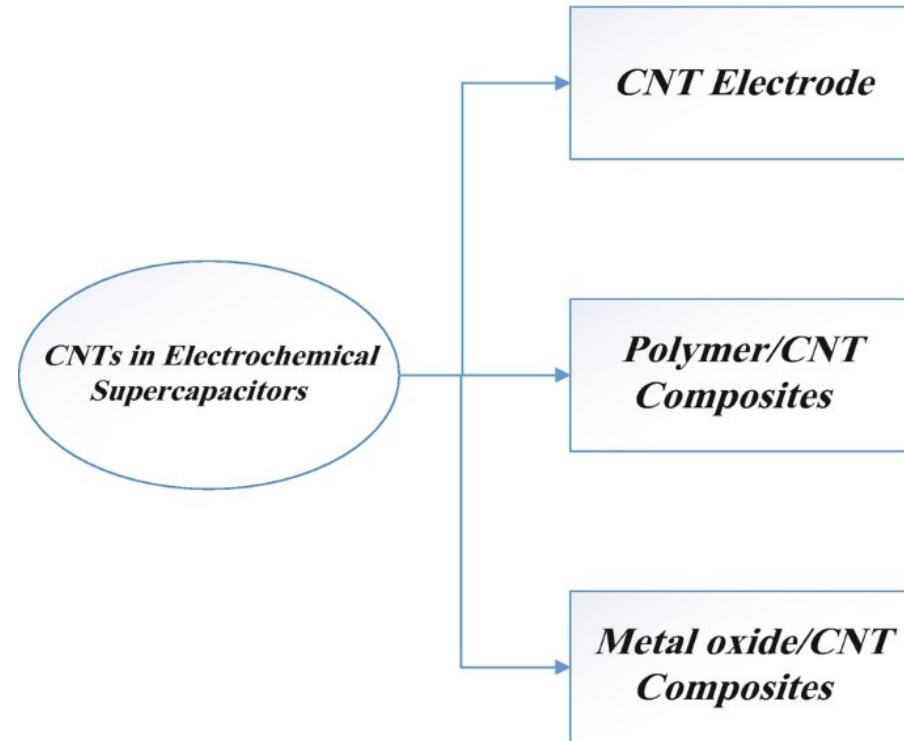 CNT Electrode
CNTs in Electrochemical
Supercapacitors
Polymer/CNT
Composites
Metal oxide/CNT
Composites